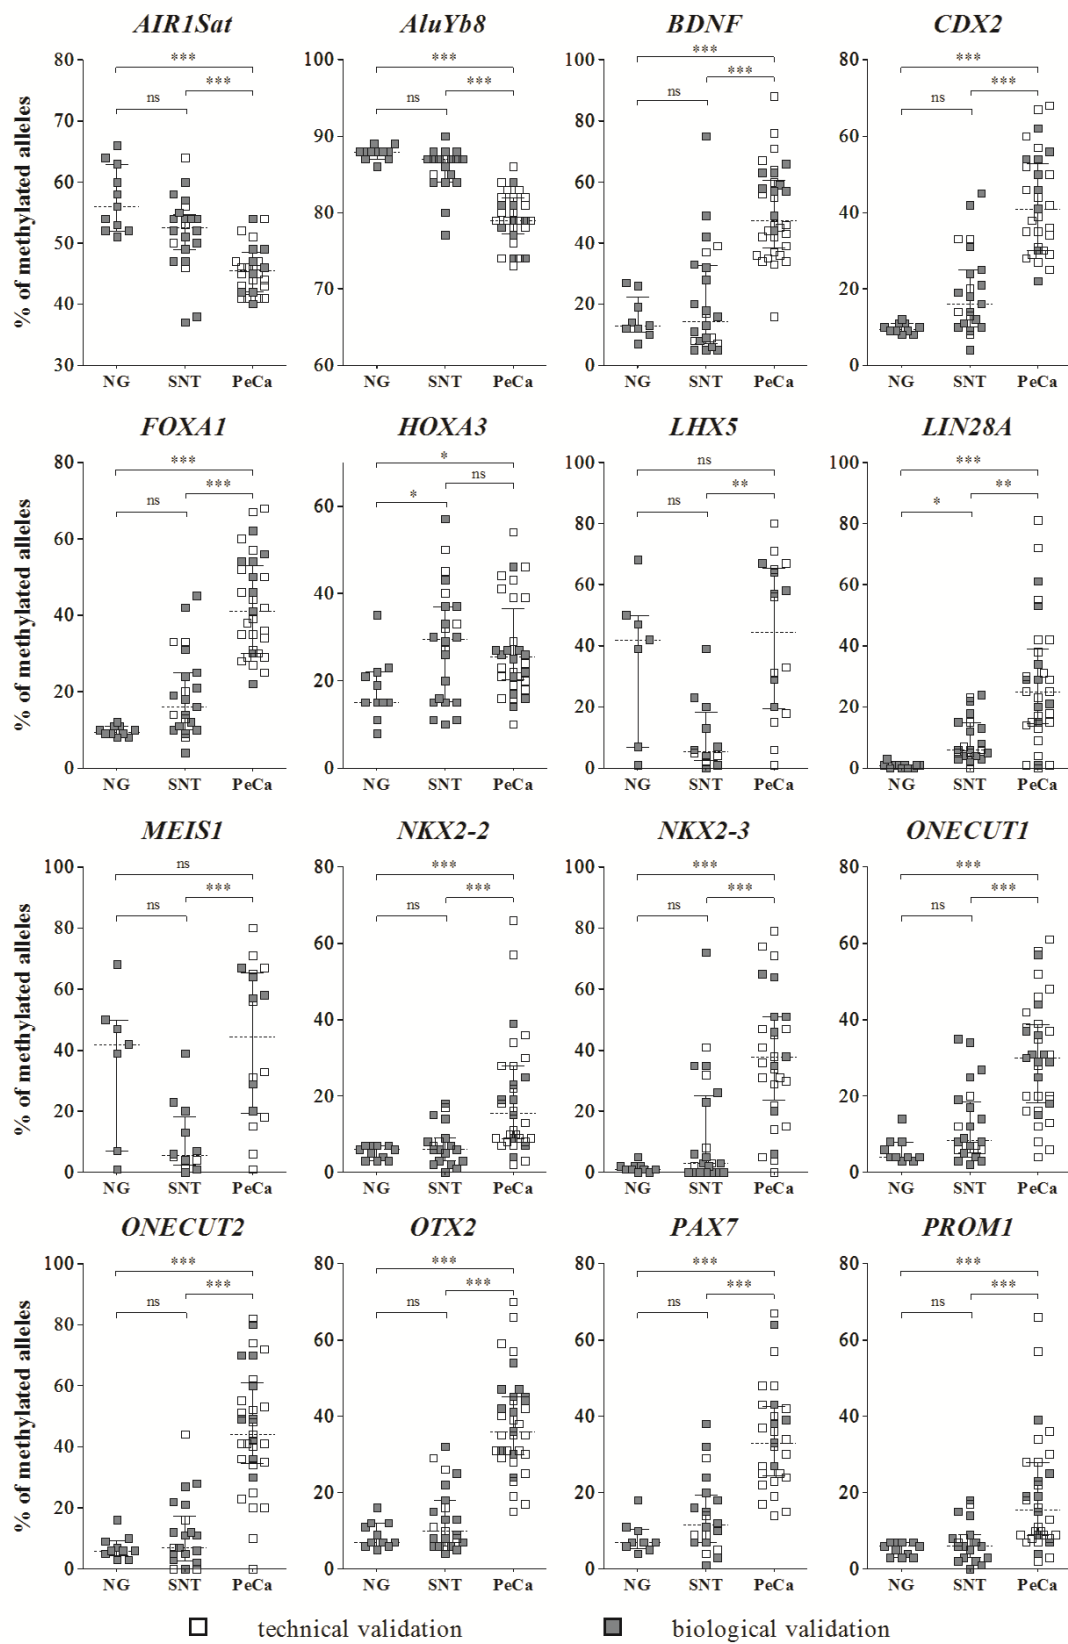 AIR1Sat AluYb8 BDNF CDX2
% of methylated alleles
80 70 60 50 40 30
*** ns ***
NG SNT PeCa
100 90 80 70 60
*** ns ***
NG SNT PeCa
100 80 60 40 20 0
*** *** ns
NG SNT PeCa
80 60 40 20 0
*** *** ns
NG SNT PeCa
FOXA1 HOXA3 LHX5 LIN28A
% of methylated alleles
80 60 40 20 0
*** *** ns
NG SNT PeCa
60 40 20 0
* ns *
NG SNT PeCa
100 80 60 40 20 0
ns ** ns
NG SNT PeCa
100 80 60 40 20 0
*** ** *
NG SNT PeCa
MEIS1 NKX2-2 NKX2-3 ONECUT1
% of methylated alleles
100 80 60 40 20 0
ns *** ns
NG SNT PeCa
80 60 40 20 0
*** *** ns
NG SNT PeCa
100 80 60 40 20 0
*** *** ns
NG SNT PeCa
80 60 40 20 0
*** *** ns
NG SNT PeCa
ONECUT2 OTX2 PAX7 PROM1
% of methylated alleles
100 80 60 40 20 0
*** *** ns
NG SNT PeCa
80 60 40 20 0
*** *** ns
NG SNT PeCa
80 60 40 20 0
*** *** ns
NG SNT PeCa
80 60 40 20 0
*** *** ns
NG SNT PeCa
technical validation biological validation